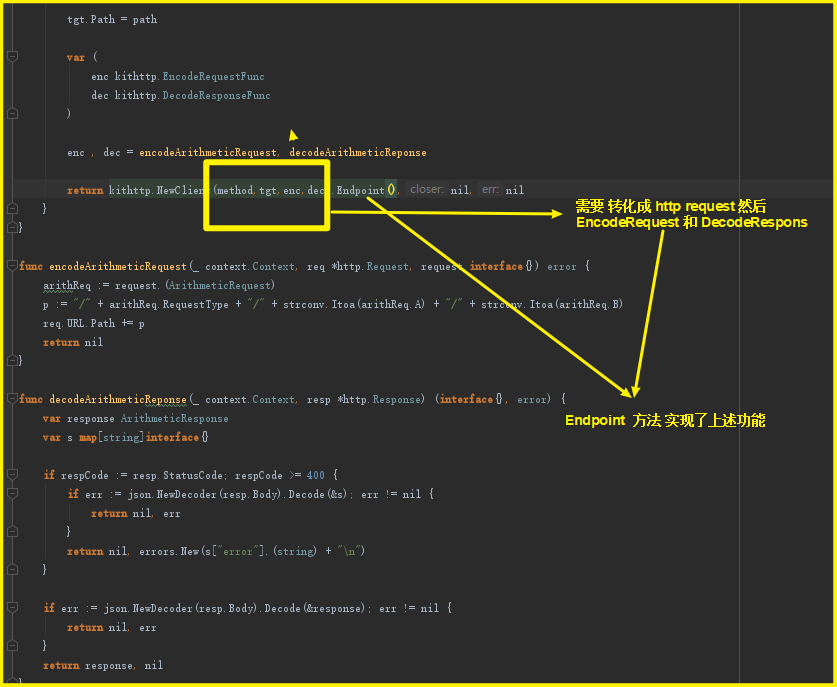 tgt.Path = path
var (
enc kithttp.EncodeRequestFunc
dec kithttp.DecodeResponseFunc
)
enc , dec = encodeArithmeticRequest, decodeArithmeticReponse
return kithttp.NewClient(method,tgt,enc,dec).Endpoint(), closer: nil, err: nil
}
}
需要 转化成 http request 然后
EncodeRequest 和 DecodeRespons
func encodeArithmeticRequest(_ context.Context, req *http.Request, request interface{}) error {
arithReq := request.(ArithmeticRequest)
p := "/" + arithReq.RequestType + "/" + strconv.Itoa(arithReq.A) + "/" + strconv.Itoa(arithReq.B)
req.URL.Path += p
return nil
}
func decodeArithmeticReponse(_ context.Context, resp *http.Response) (interface{}, error) {
Endpoint 方法 实现了上述功能
var response ArithmeticResponse
var s map[string]interface{}
if respCode := resp.StatusCode; respCode >= 400 {
if err := json.NewDecoder(resp.Body).Decode(&s); err != nil {
return nil, err
}
return nil, errors.New(s["error"].(string) + "\n")
}
if err := json.NewDecoder(resp.Body).Decode(&response); err != nil {
return nil, err
}
return response, nil
}